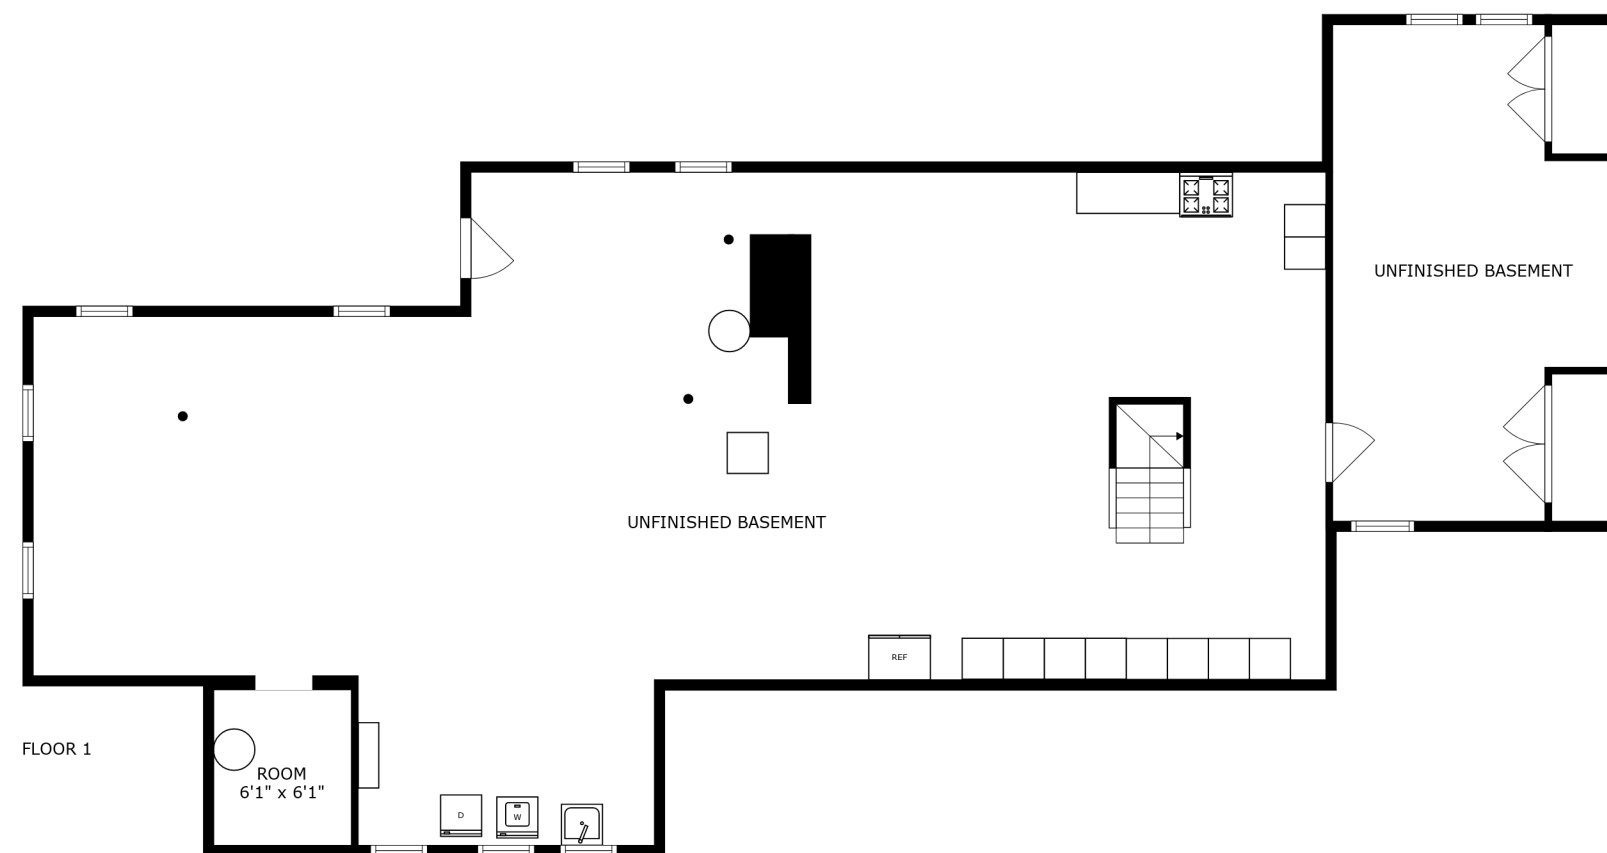 UNFINISHED BASEMENT
UNFINISHED BASEMENT
REF
FLOOR 1
ROOM
6'1" x 6'1"
D
W